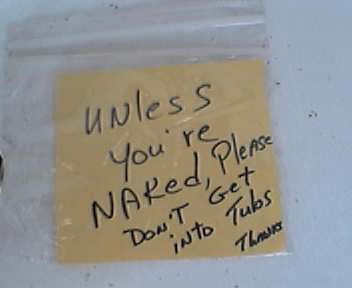 UNLess
You're
NAKed, PleAse
DON'T Get
iNto Tubs
THANKS